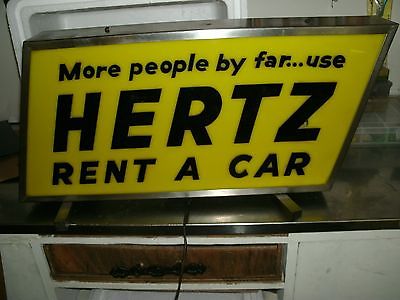 More people by far...use
HERTZ
RENT A CAR